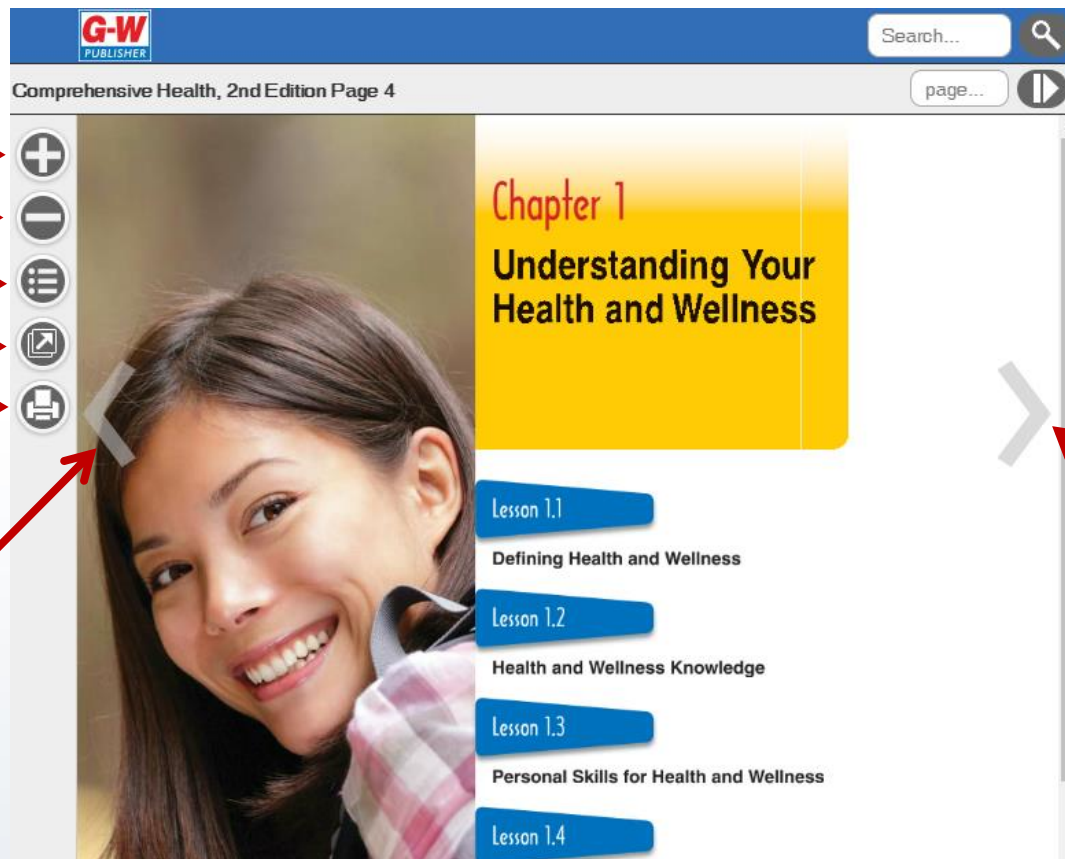 G-W
PUBLISHER
Search...
Comprehensive Health, 2nd Edition Page 4
page...
Chapter 1
Understanding Your
Health and Wellness
Lesson 1.1
Defining Health and Wellness
Lesson 1.2
Health and Wellness Knowledge
Lesson 1.3
Personal Skills for Health and Wellness
Lesson 1.4